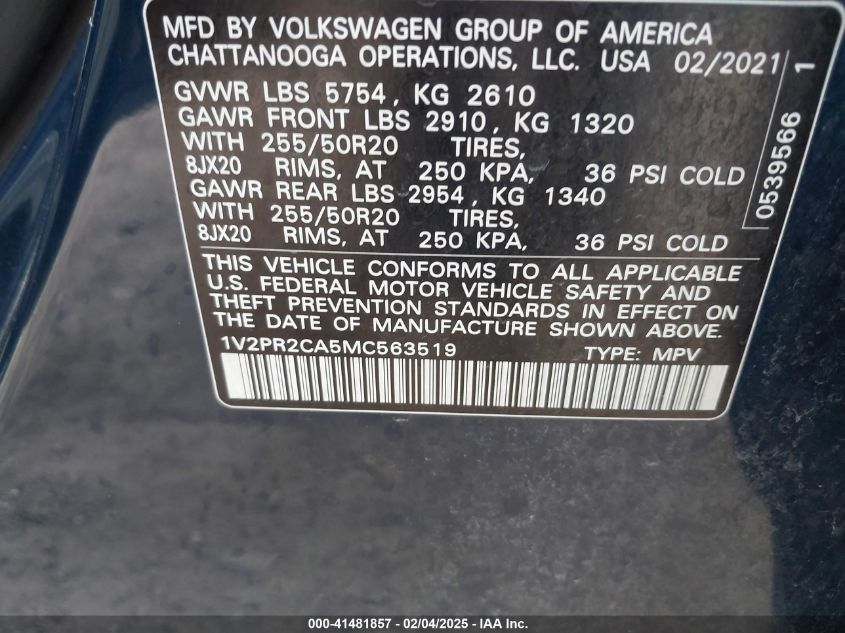 MFD BY VOLKSWAGEN GROUP OF AMERICA
CHATTANOOGA OPERATIONS, LLC. USA 02/2021 1
GVWR LBS 5754, KG 2610
GAWR FRONT LBS 2910, KG 1320
WITH 255/50R20 TIRES,
8JX20 RIMS, AT 250 KPA, 36 PSI COLD
GAWR REAR LBS 2954, KG 1340
WITH 255/50R20 TIRES,
8JX20 RIMS, AT 250 KPA, 36 PSI COLD
0539566
THIS VEHICLE CONFORMS TO ALL APPLICABLE
U.S. FEDERAL MOTOR VEHICLE SAFETY AND
THEFT PREVENTION STANDARDS IN EFFECT ON
THE DATE OF MANUFACTURE SHOWN ABOVE.
1V2PR2CA5MC563519 TYPE: MPV
000-41481857 - 02/04/2025 - IAA Inc.